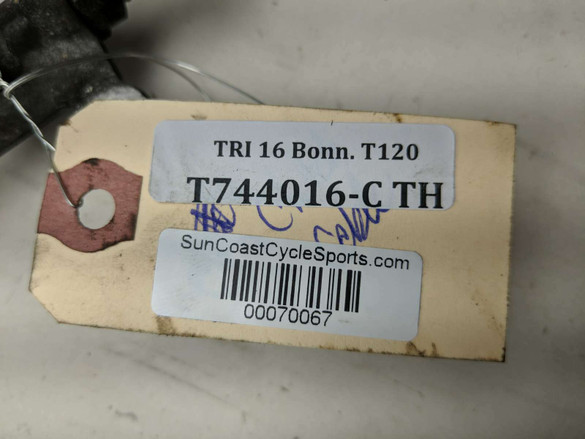 TRI 16 Bonn. T120
T744016-C TH
SunCoastCycleSports.com
00070067